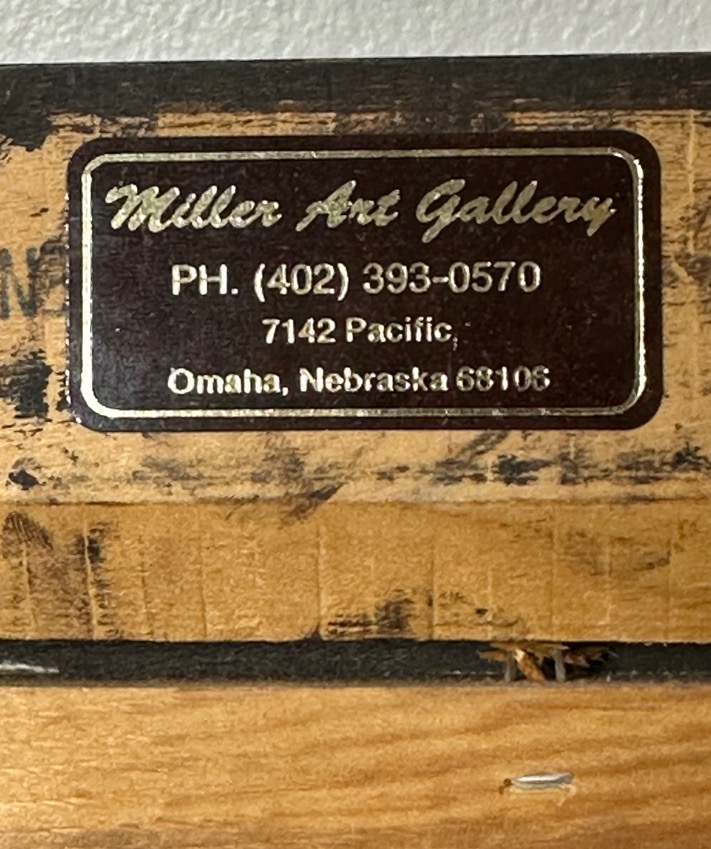 Miller Art Gallery
PH. (402) 393-0570
7142 Pacific,
Omaha, Nebraska 68106